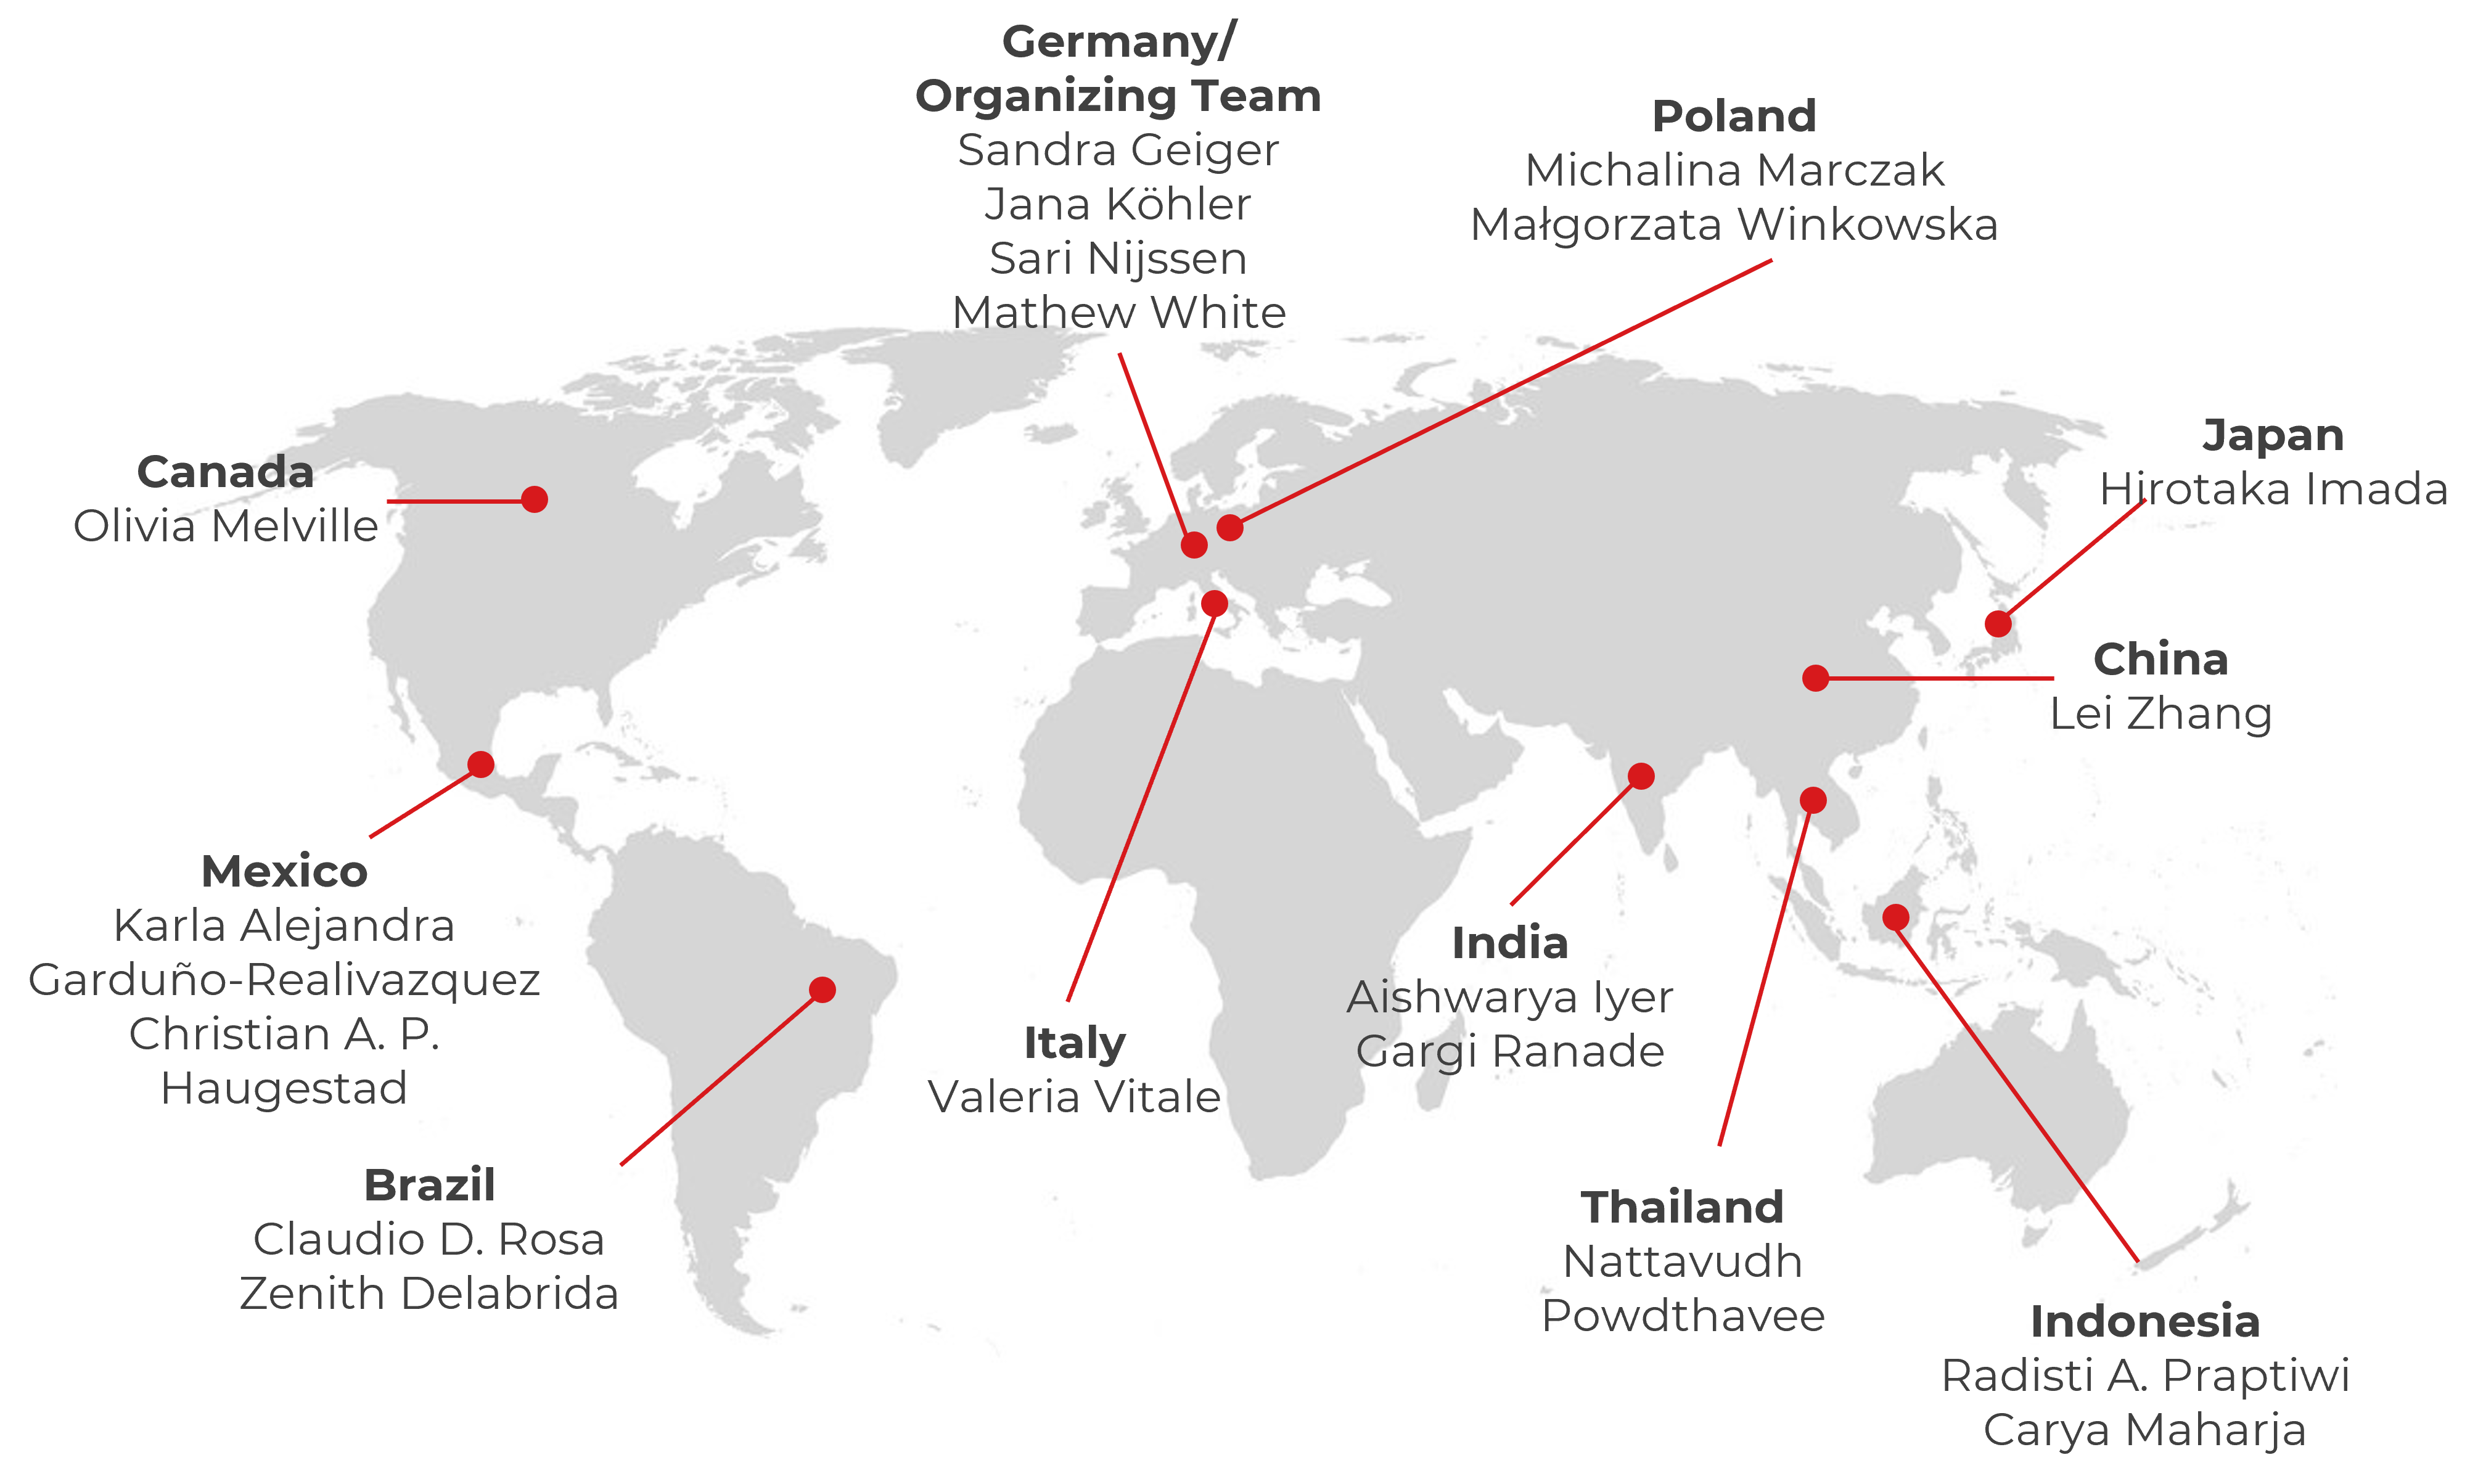 Germany/
Organizing Team
Sandra Geiger
Jana Köhler
Sari Nijssen
Mathew White
Poland
Michalina Marczak
Małgorzata Winkowska
Canada
Olivia Melville
Japan
Hirotaka Imada
China
Lei Zhang
Mexico
Karla Alejandra
Garduño-Realivazquez
Christian A. P.
Haugestad
Brazil
Claudio D. Rosa
Zenith Delabrida
Italy
Valeria Vitale
India
Aishwarya Iyer
Gargi Ranade
Thailand
Nattavudh
Powdthavee
Indonesia
Radisti A. Praptiwi
Carya Maharja